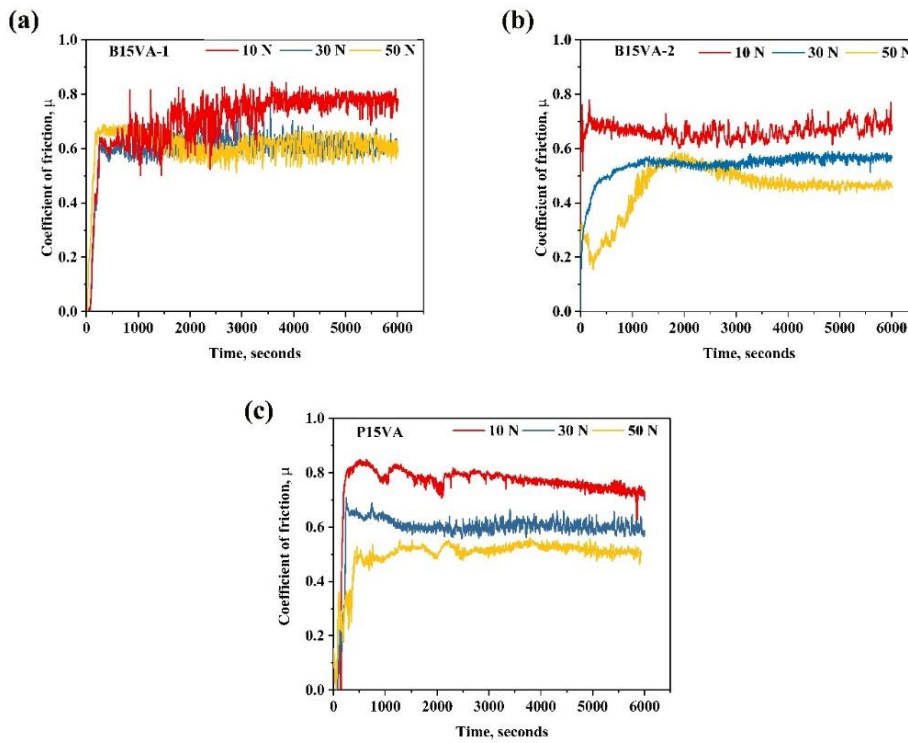 (a)
B15VA-1
10 N 30 N 50 N
1.0
0.8
0.6
0.4
0.2
0.0
Coefficient of friction, μ
0 1000 2000 3000 4000 5000 6000
Time, seconds
(b)
B15VA-2
10 N 30 N 50 N
1.0
0.8
0.6
0.4
0.2
0.0
Coefficient of friction, μ
0 1000 2000 3000 4000 5000 6000
Time, seconds
(c)
P15VA
10 N 30 N 50 N
1.0
0.8
0.6
0.4
0.2
0.0
Coefficient of friction, μ
0 1000 2000 3000 4000 5000 6000
Time, seconds